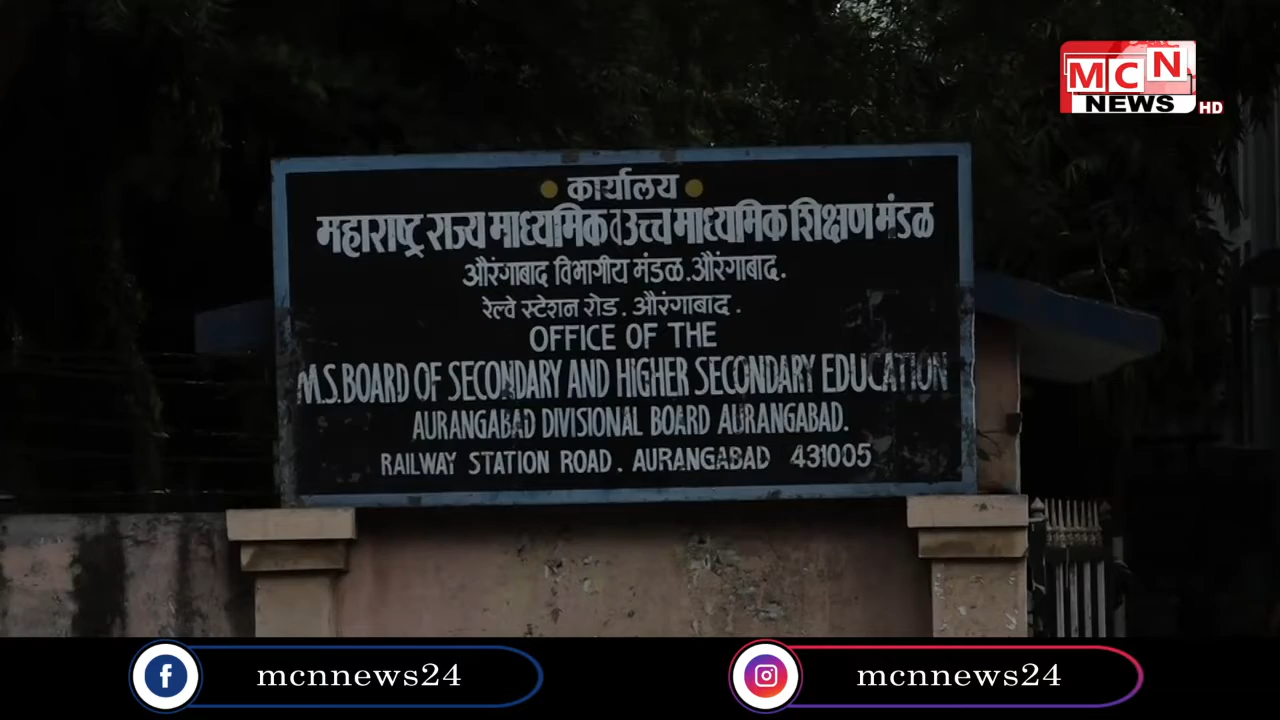 MCN
NEWS HD
कार्यालय
महाराष्ट्र राज्य माध्यमिक व उच्च माध्यमिक शिक्षण मंडळ
औरंगाबाद विभागीय मंडळ.औरंगाबाद.
रेल्वे स्टेशन रोड. औरंगाबाद.
OFFICE OF THE
M.S.BOARD OF SECONDARY AND HIGHER SECONDARY EDUCATION
AURANGABAD DIVISIONAL BOARD AURANGABAD.
RAILWAY STATION ROAD. AURANGABAD 431005
mcnnews24
mcnnews24